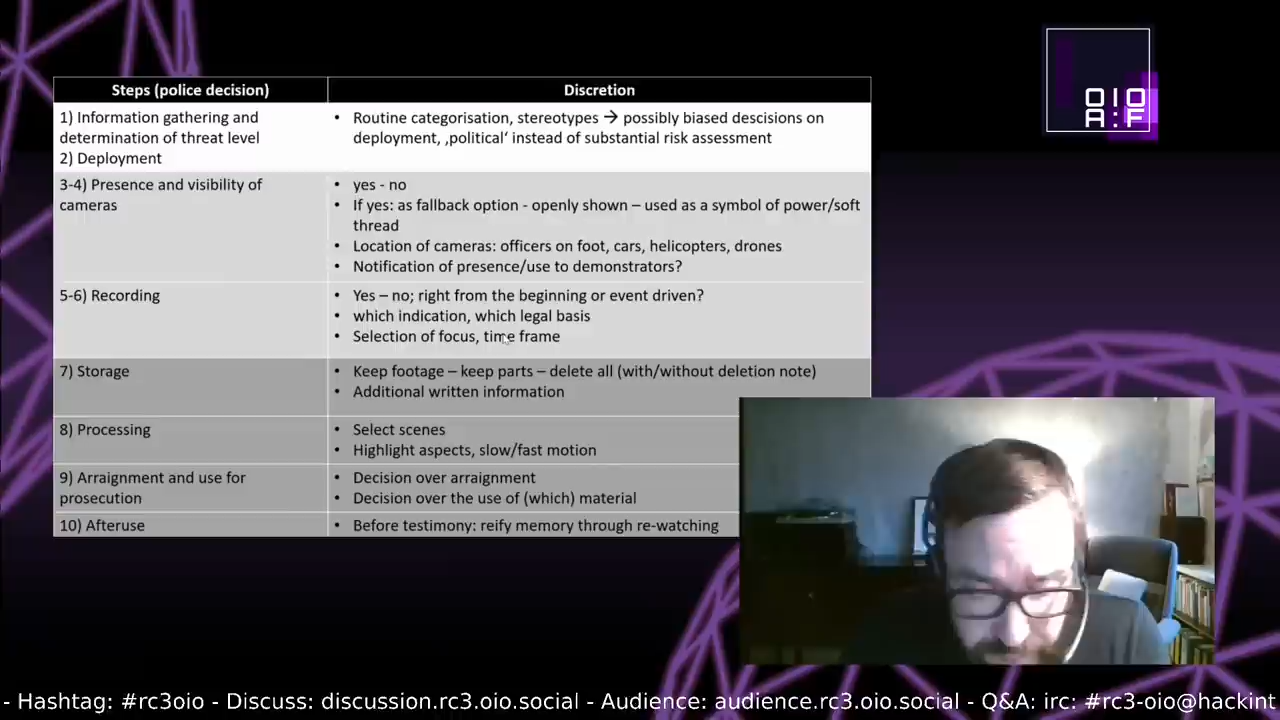 OIO
A:F
Steps (police decision)
Discretion
1) Information gathering and
determination of threat level
2) Deployment
• Routine categorisation, stereotypes → possibly biased descisions on
deployment, ‚political‘ instead of substantial risk assessment
3-4) Presence and visibility of
cameras
• yes - no
• If yes: as fallback option - openly shown – used as a symbol of power/soft
thread
• Location of cameras: officers on foot, cars, helicopters, drones
• Notification of presence/use to demonstrators?
5-6) Recording
• Yes – no; right from the beginning or event driven?
• which indication, which legal basis
• Selection of focus, time frame
7) Storage
• Keep footage – keep parts – delete all (with/without deletion note)
• Additional written information
8) Processing
• Select scenes
• Highlight aspects, slow/fast motion
9) Arraignment and use for
prosecution
• Decision over arraignment
• Decision over the use of (which) material
10) Afteruse
• Before testimony: reify memory through re-watching
- Hashtag: #rc3oio - Discuss: discussion.rc3.oio.social - Audience: audience.rc3.oio.social - Q&A: irc: #rc3-oio@hackint